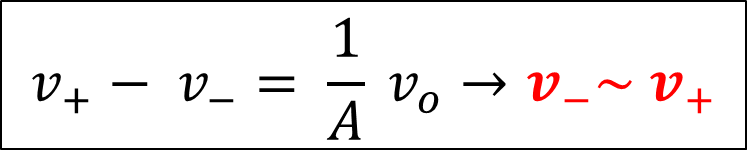 v₊ − v₋ = 1/A vₒ → v₋ ~ v₊